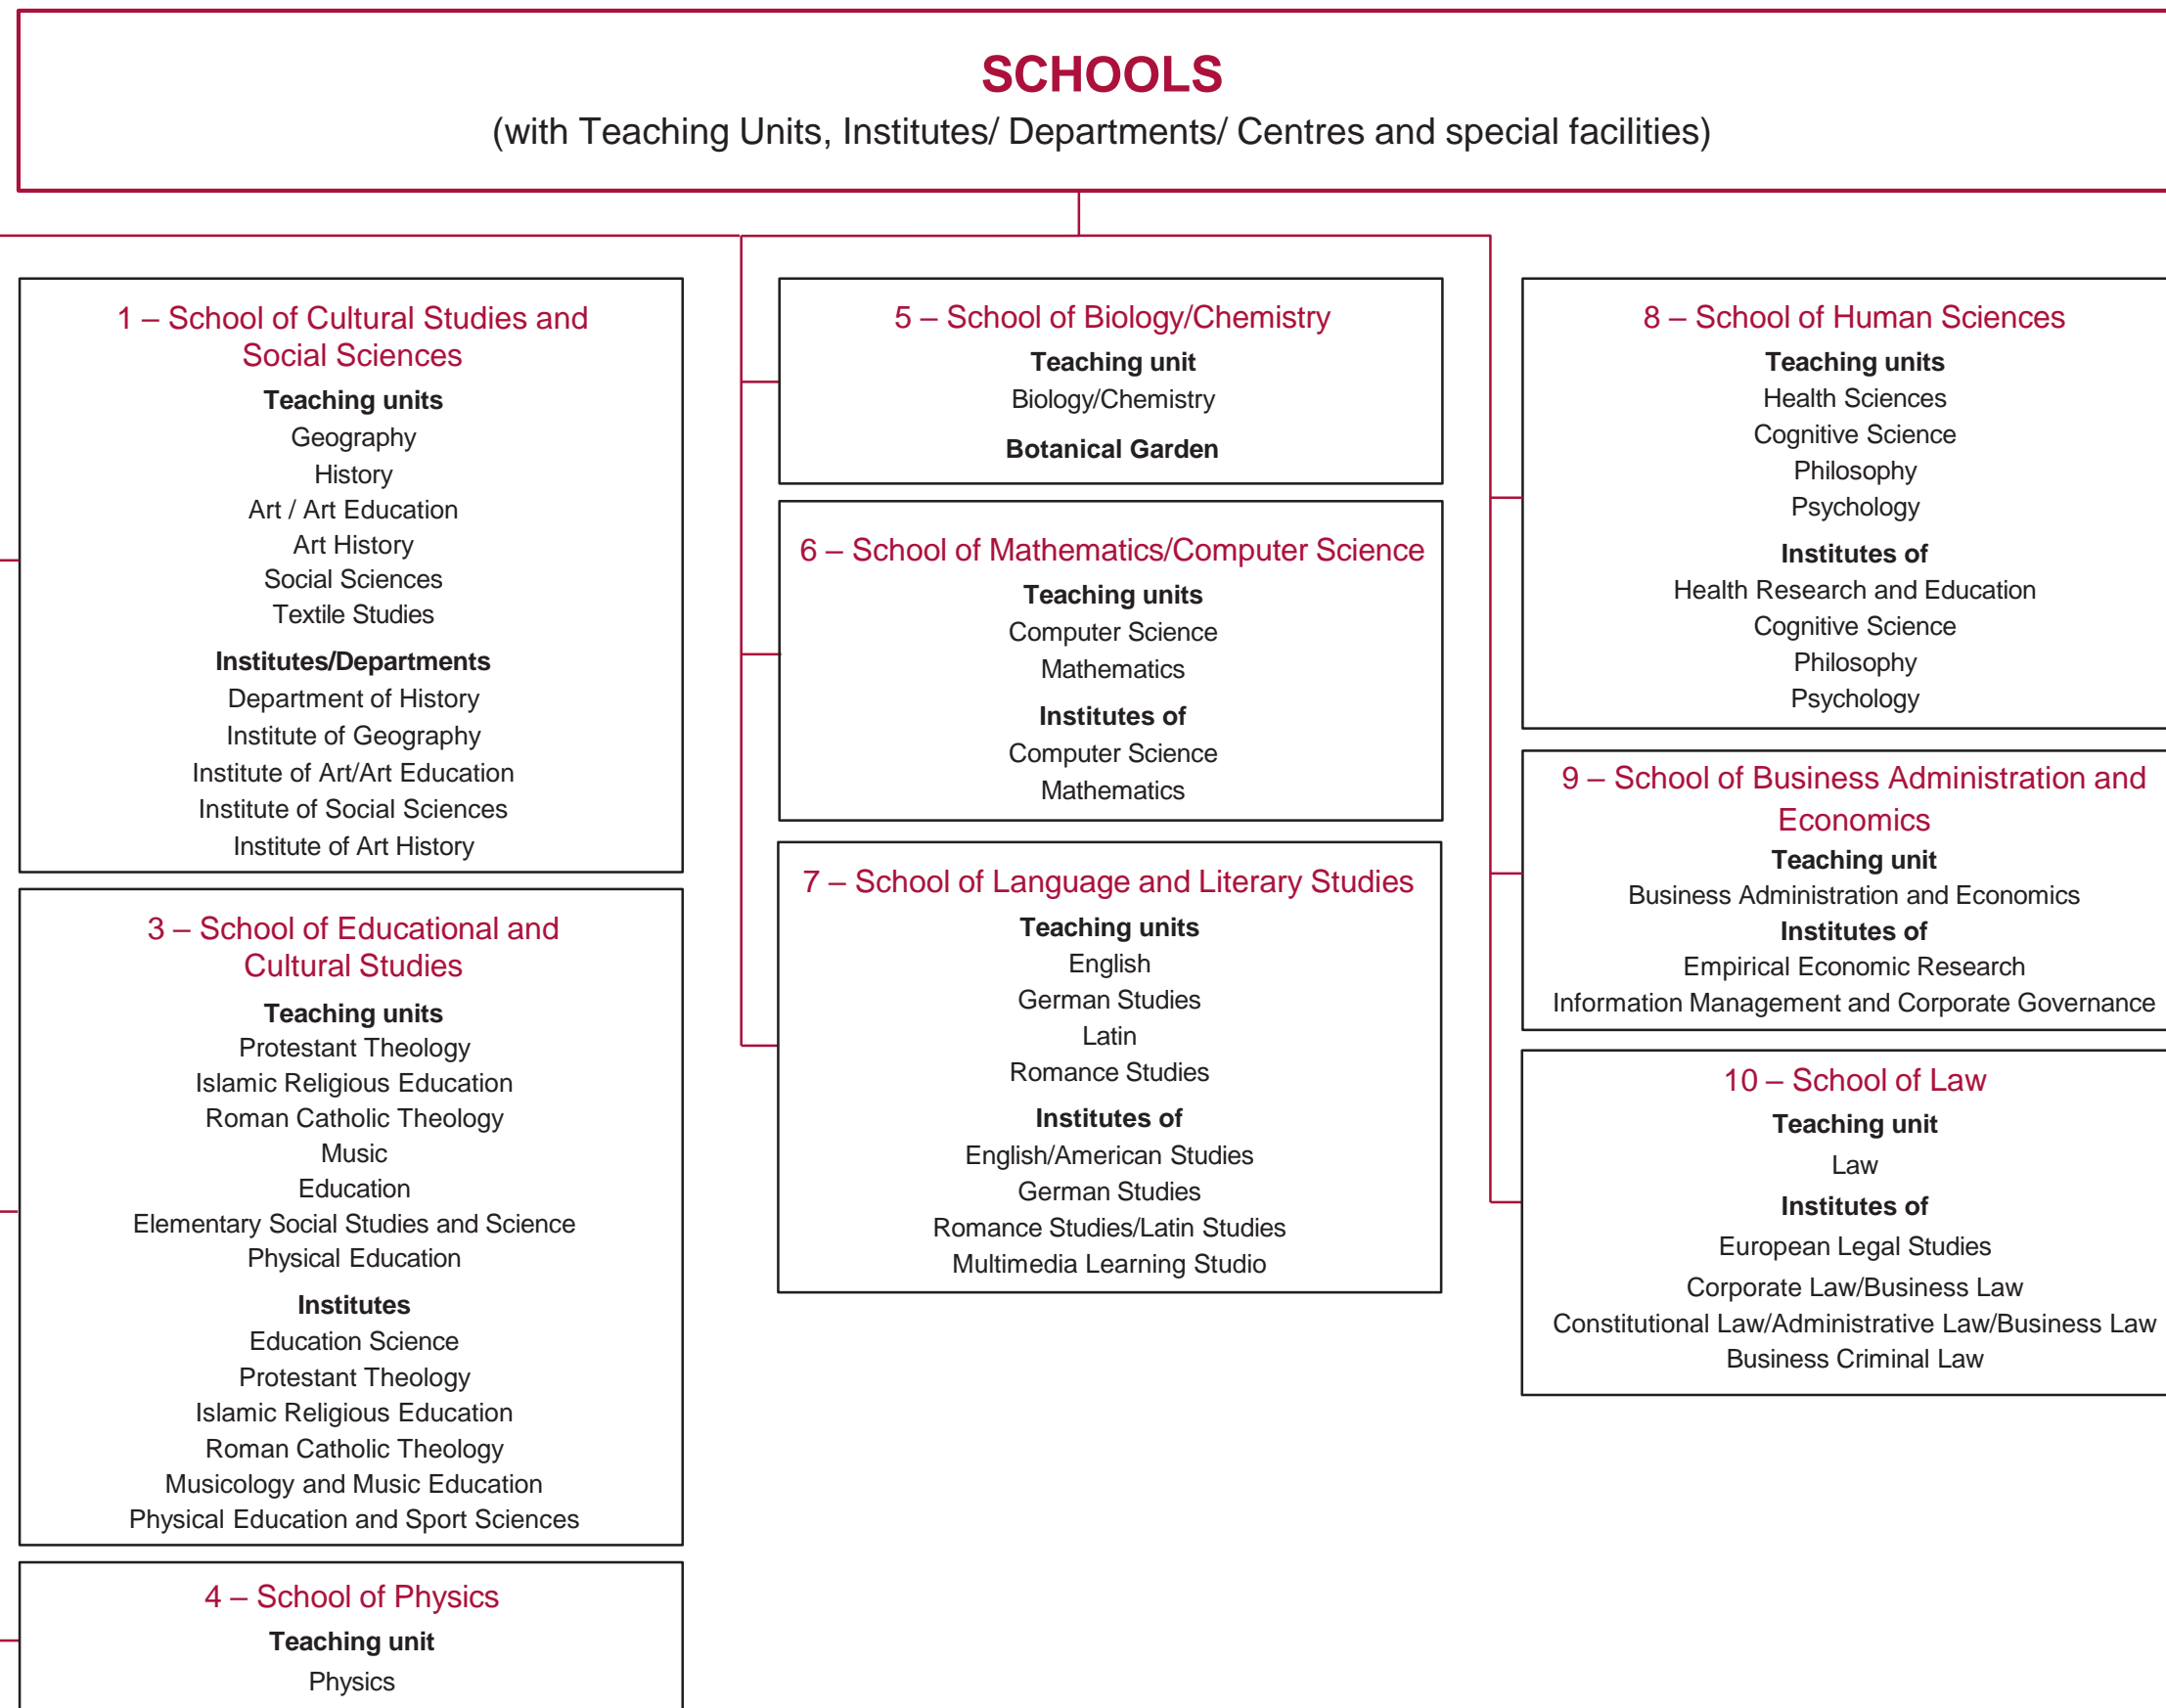 SCHOOLS
(with Teaching Units, Institutes/ Departments/ Centres and special facilities)
1 – School of Cultural Studies and
Social Sciences
Teaching units
Geography
History
Art / Art Education
Art History
Social Sciences
Textile Studies
Institutes/Departments
Department of History
Institute of Geography
Institute of Art/Art Education
Institute of Social Sciences
Institute of Art History
3 – School of Educational and
Cultural Studies
Teaching units
Protestant Theology
Islamic Religious Education
Roman Catholic Theology
Music
Education
Elementary Social Studies and Science
Physical Education
Institutes
Education Science
Protestant Theology
Islamic Religious Education
Roman Catholic Theology
Musicology and Music Education
Physical Education and Sport Sciences
4 – School of Physics
Teaching unit
Physics
5 – School of Biology/Chemistry
Teaching unit
Biology/Chemistry
Botanical Garden
6 – School of Mathematics/Computer Science
Teaching units
Computer Science
Mathematics
Institutes of
Computer Science
Mathematics
7 – School of Language and Literary Studies
Teaching units
English
German Studies
Latin
Romance Studies
Institutes of
English/American Studies
German Studies
Romance Studies/Latin Studies
Multimedia Learning Studio
8 – School of Human Sciences
Teaching units
Health Sciences
Cognitive Science
Philosophy
Psychology
Institutes of
Health Research and Education
Cognitive Science
Philosophy
Psychology
9 – School of Business Administration and
Economics
Teaching unit
Business Administration and Economics
Institutes of
Empirical Economic Research
Information Management and Corporate Governance
10 – School of Law
Teaching unit
Law
Institutes of
European Legal Studies
Corporate Law/Business Law
Constitutional Law/Administrative Law/Business Law
Business Criminal Law